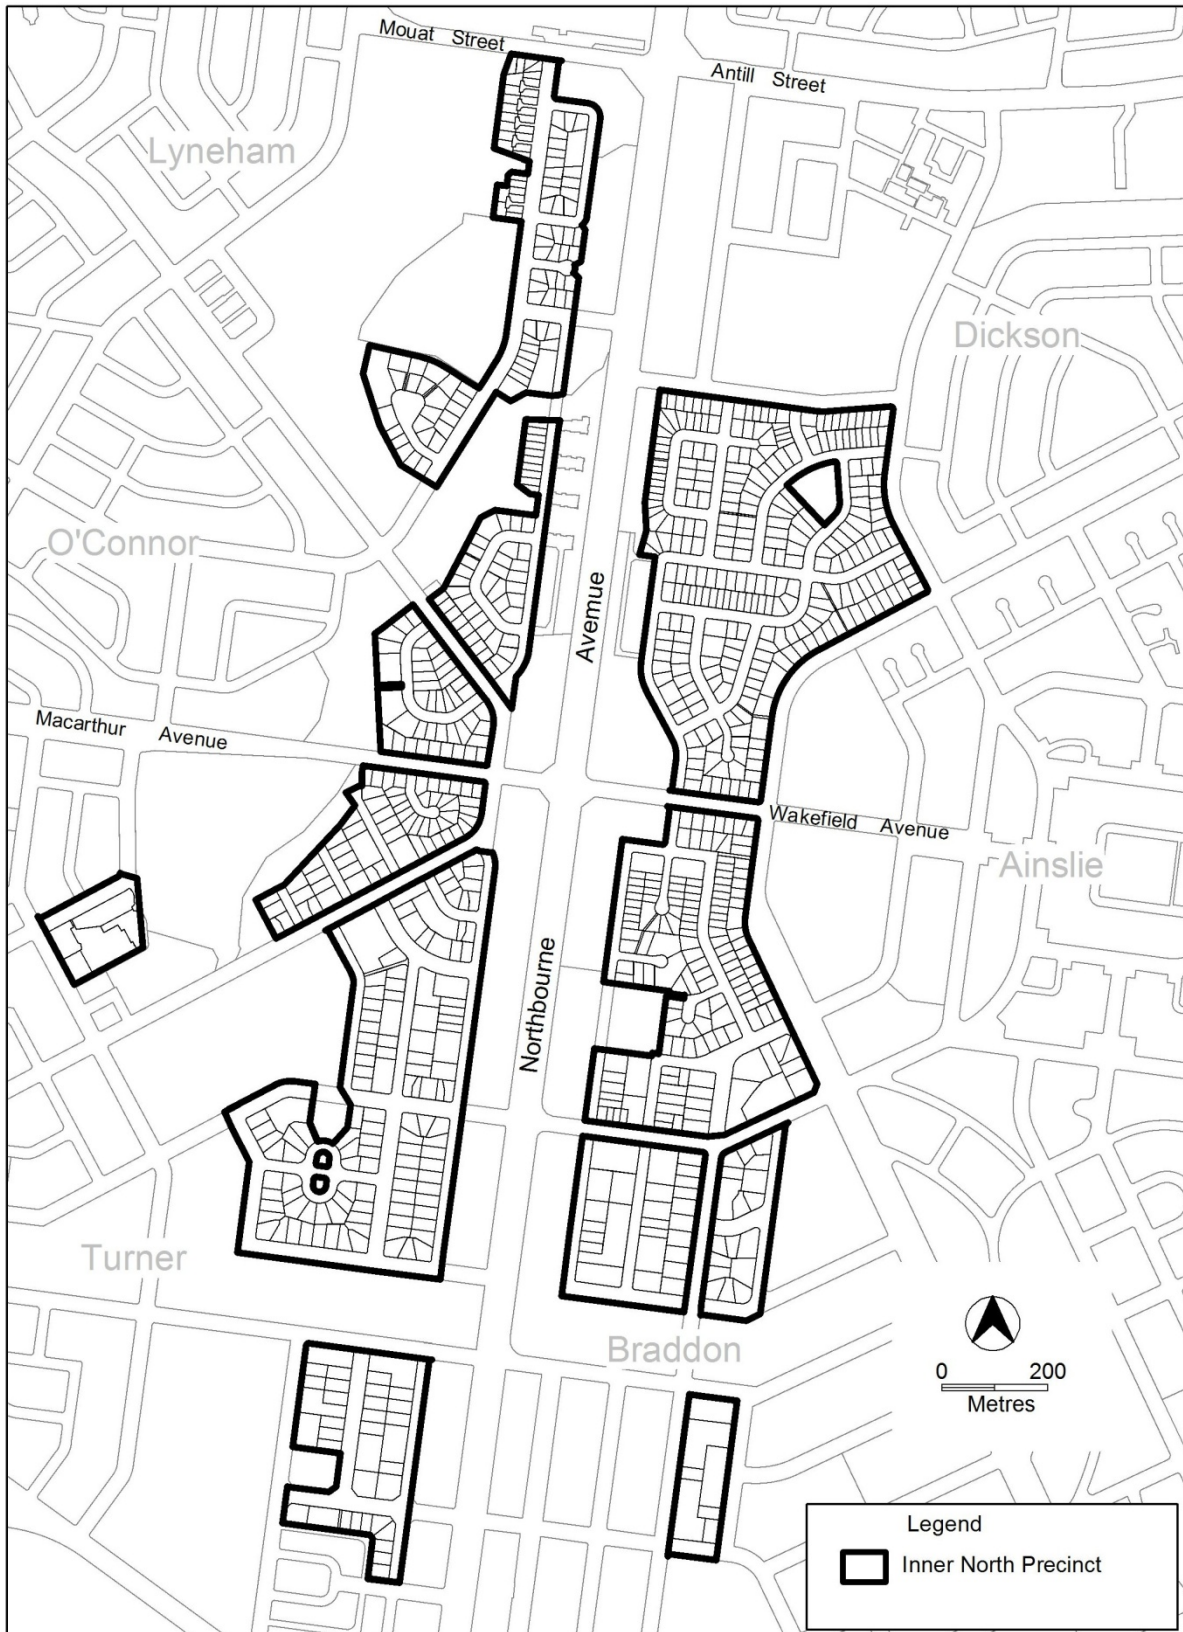 Mouat Street
Antill Street
Lyneham
Dickson
O'Connor
Avemue
Macarthur Avenue
Wakefield Avenue
Ainslie
Northbourne
Turner
Braddon
0 200
Metres
Legend
Inner North Precinct